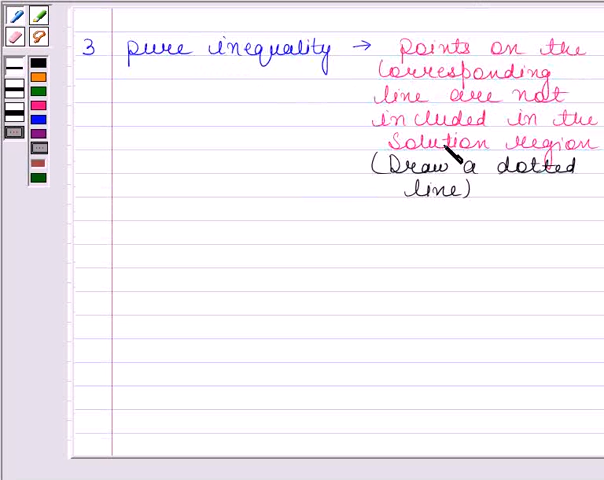 3 pure inequality → points on the
corresponding
line are not
included in the
solution region
(Draw a dotted
line)